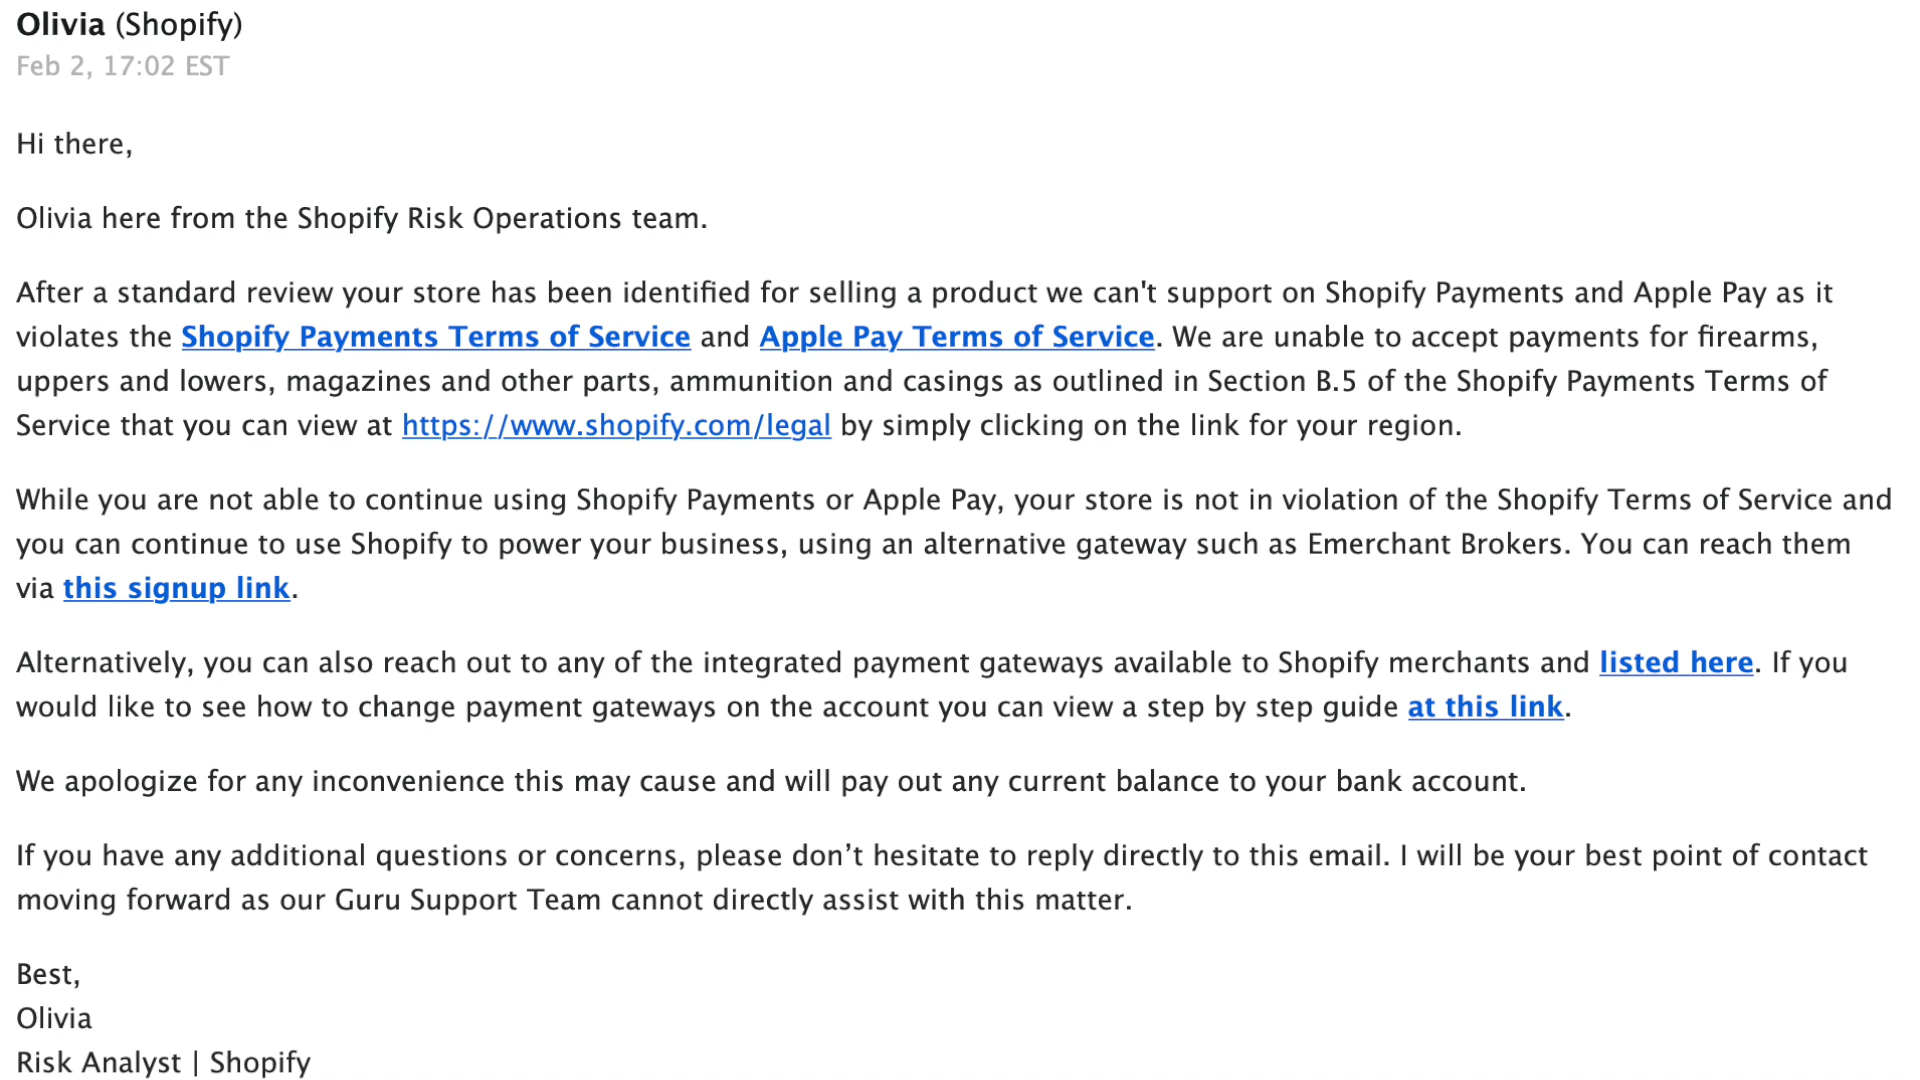 Olivia (Shopify)
Feb 2, 17:02 EST
Hi there,
Olivia here from the Shopify Risk Operations team.
After a standard review your store has been identified for selling a product we can't support on Shopify Payments and Apple Pay as it
violates the Shopify Payments Terms of Service and Apple Pay Terms of Service. We are unable to accept payments for firearms,
uppers and lowers, magazines and other parts, ammunition and casings as outlined in Section B.5 of the Shopify Payments Terms of
Service that you can view at https://www.shopify.com/legal by simply clicking on the link for your region.
While you are not able to continue using Shopify Payments or Apple Pay, your store is not in violation of the Shopify Terms of Service and
you can continue to use Shopify to power your business, using an alternative gateway such as Emerchant Brokers. You can reach them
via this signup link.
Alternatively, you can also reach out to any of the integrated payment gateways available to Shopify merchants and listed here. If you
would like to see how to change payment gateways on the account you can view a step by step guide at this link.
We apologize for any inconvenience this may cause and will pay out any current balance to your bank account.
If you have any additional questions or concerns, please don’t hesitate to reply directly to this email. I will be your best point of contact
moving forward as our Guru Support Team cannot directly assist with this matter.
Best,
Olivia
Risk Analyst | Shopify